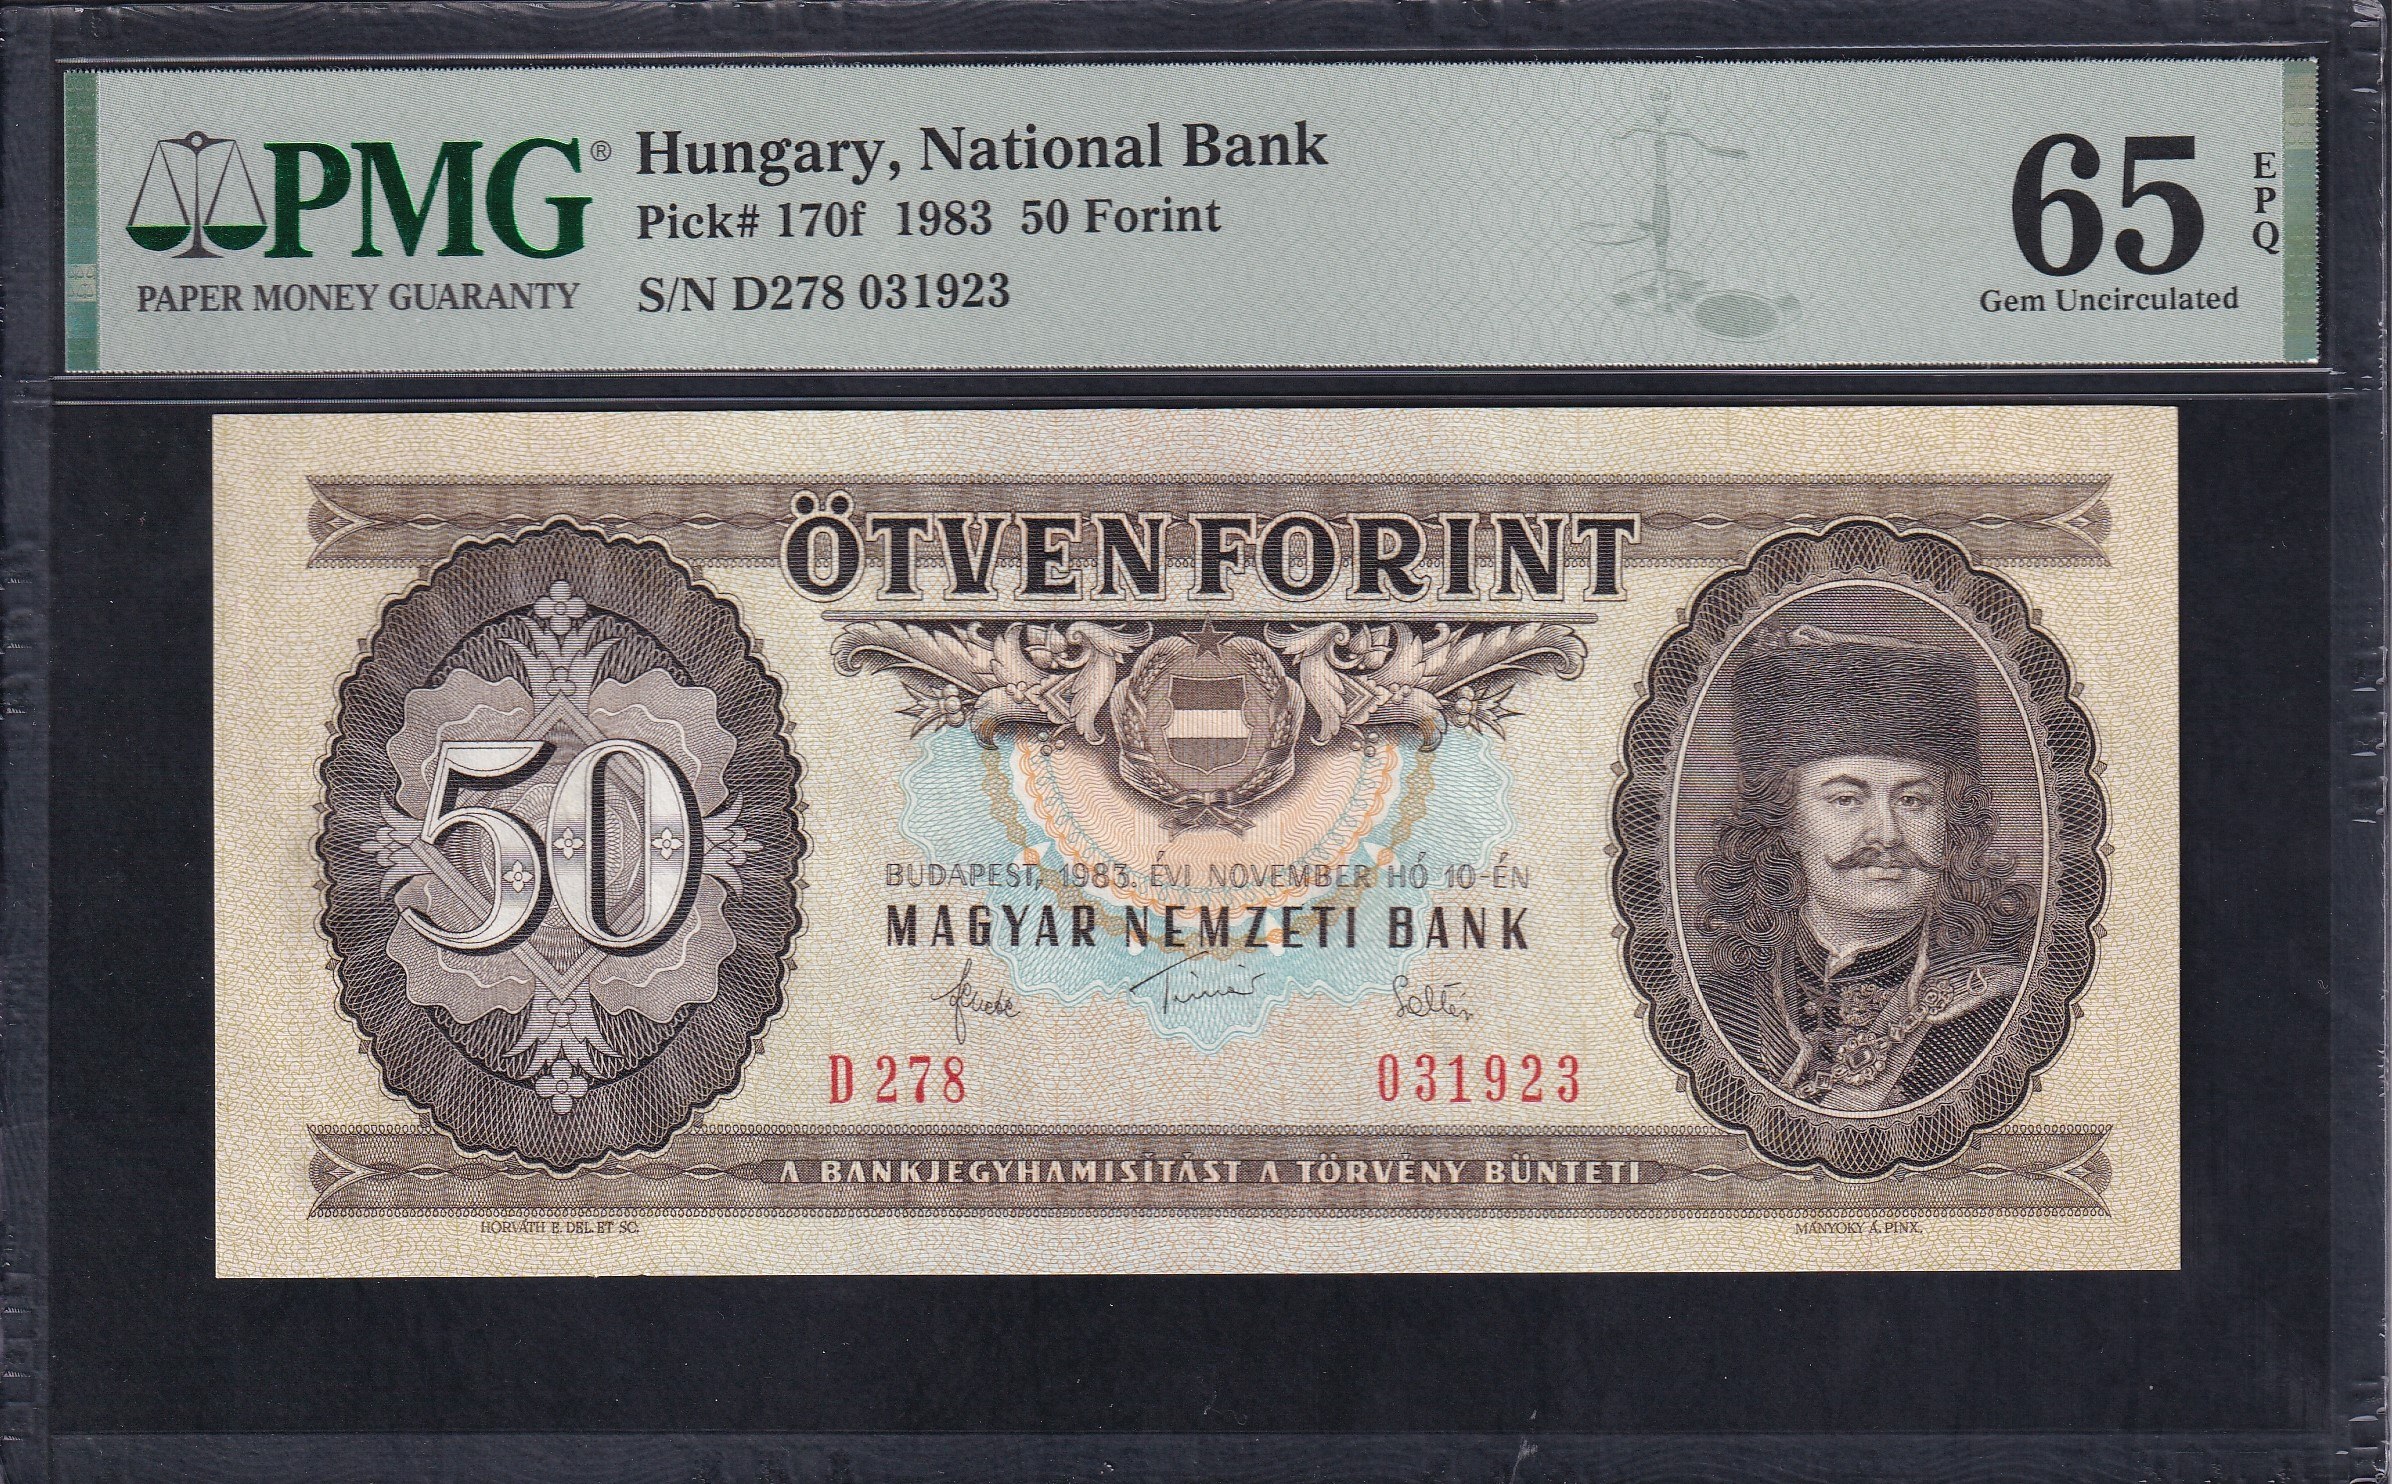 PMG®
PAPER MONEY GUARANTY
Hungary, National Bank
Pick# 170f 1983 50 Forint
S/N D278 031923
65
EPQ
Gem Uncirculated
ÖTVEN FORINT
50
BUDAPEST, 1983. ÉVI NOVEMBER HÓ 10-ÉN
MAGYAR NEMZETI BANK
D 278 031923
A BANKJEGYHAMISÍTÁST A TÖRVÉNY BÜNTETI
HORVÁTH E. DEL. ET SC.
MÁNYOKY Á. PINX.